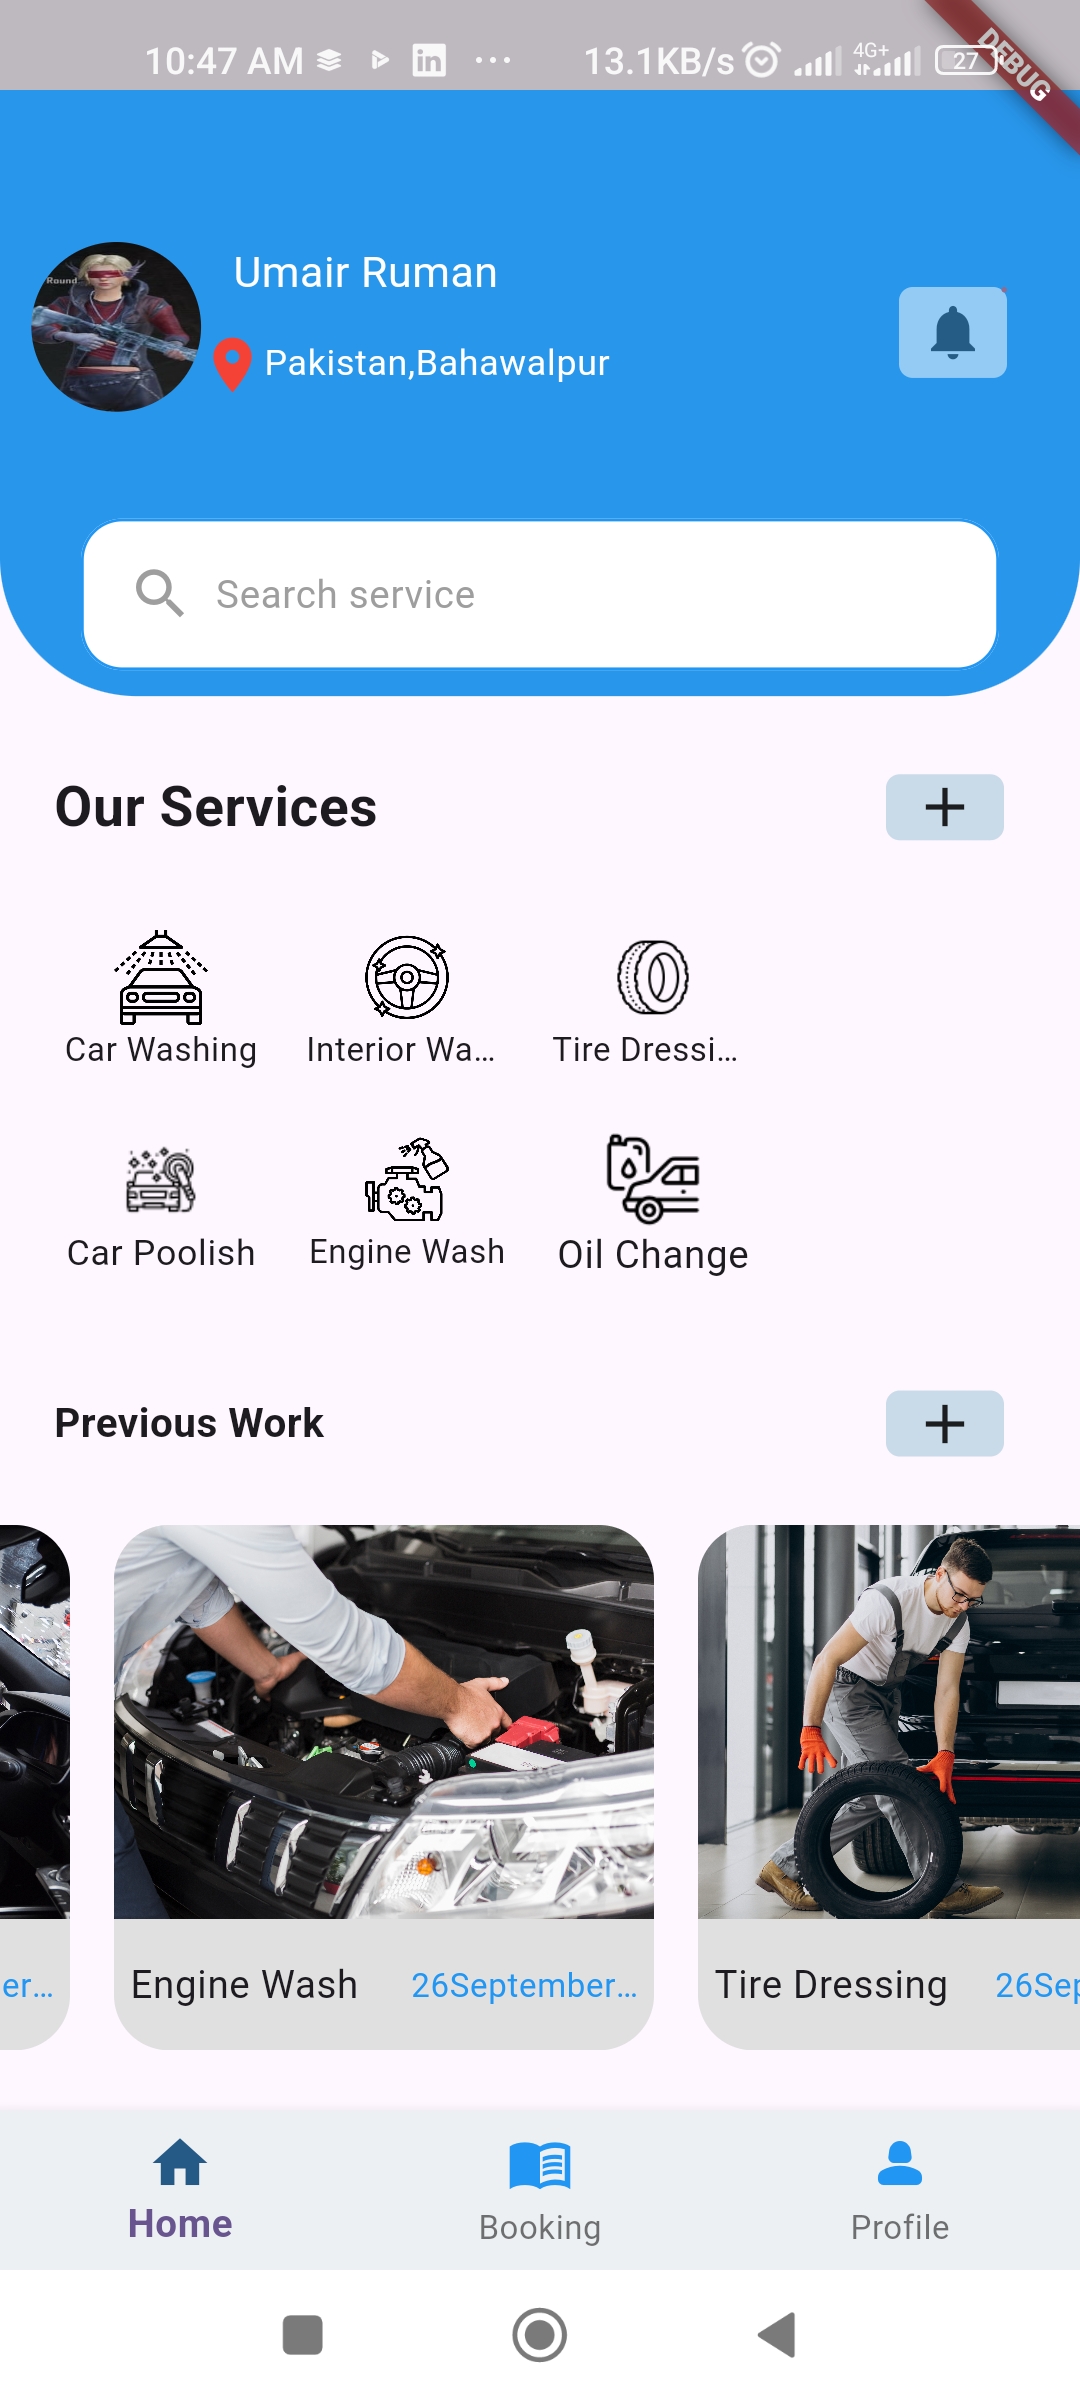 10:47 AM
13.1KB/s
4G+
27
DEBUG
Round
Umair Ruman
Pakistan,Bahawalpur
Search service
Our Services
Car Washing
Interior Wa...
Tire Dressi...
Car Poolish
Engine Wash
Oil Change
Previous Work
er...
Engine Wash
26September...
Tire Dressing
26Sep
Home
Booking
Profile